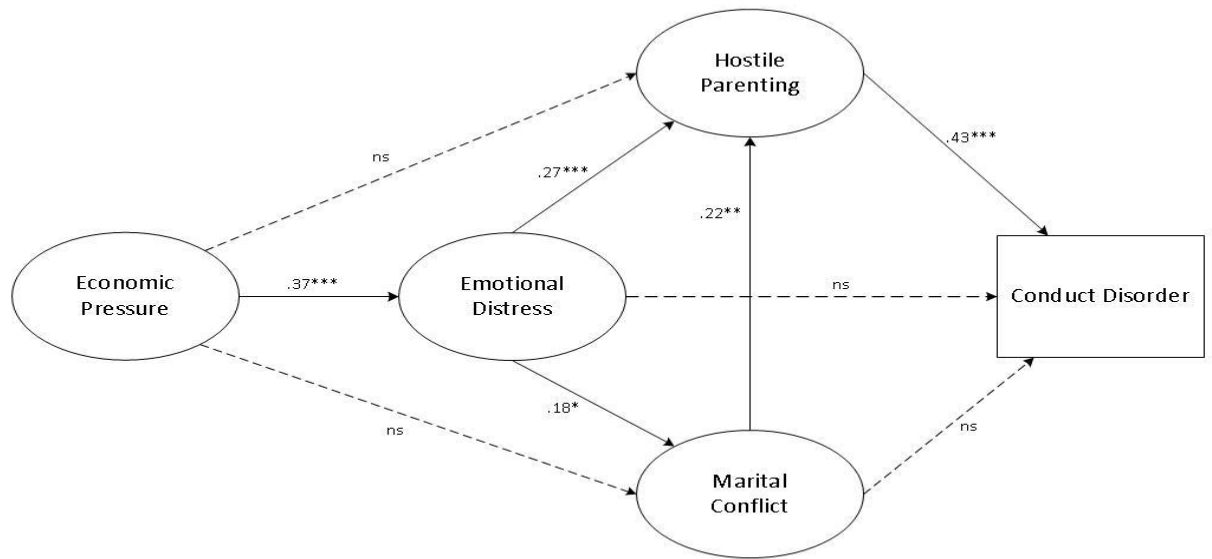 Hostile
Parenting
ns
.43***
.27***
.22**
Economic
Pressure
.37***
Emotional
Distress
ns
Conduct Disorder
.18*
ns
ns
Marital
Conflict